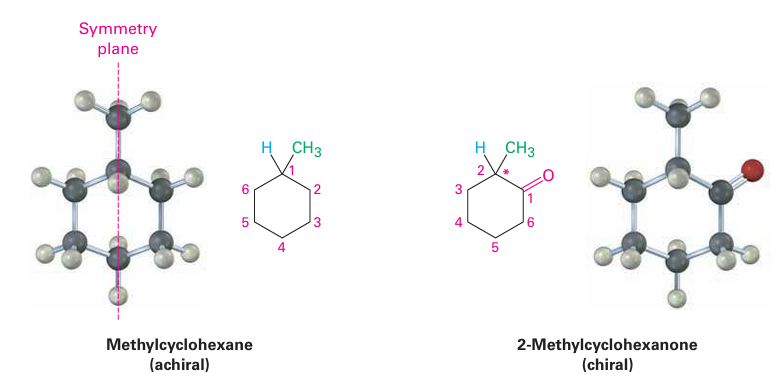 Symmetry
plane
H CH3
1
6 2
5 3
4
Methylcyclohexane
(achiral)
H CH3
2 * O
3 1
4 6
5
2-Methylcyclohexanone
(chiral)